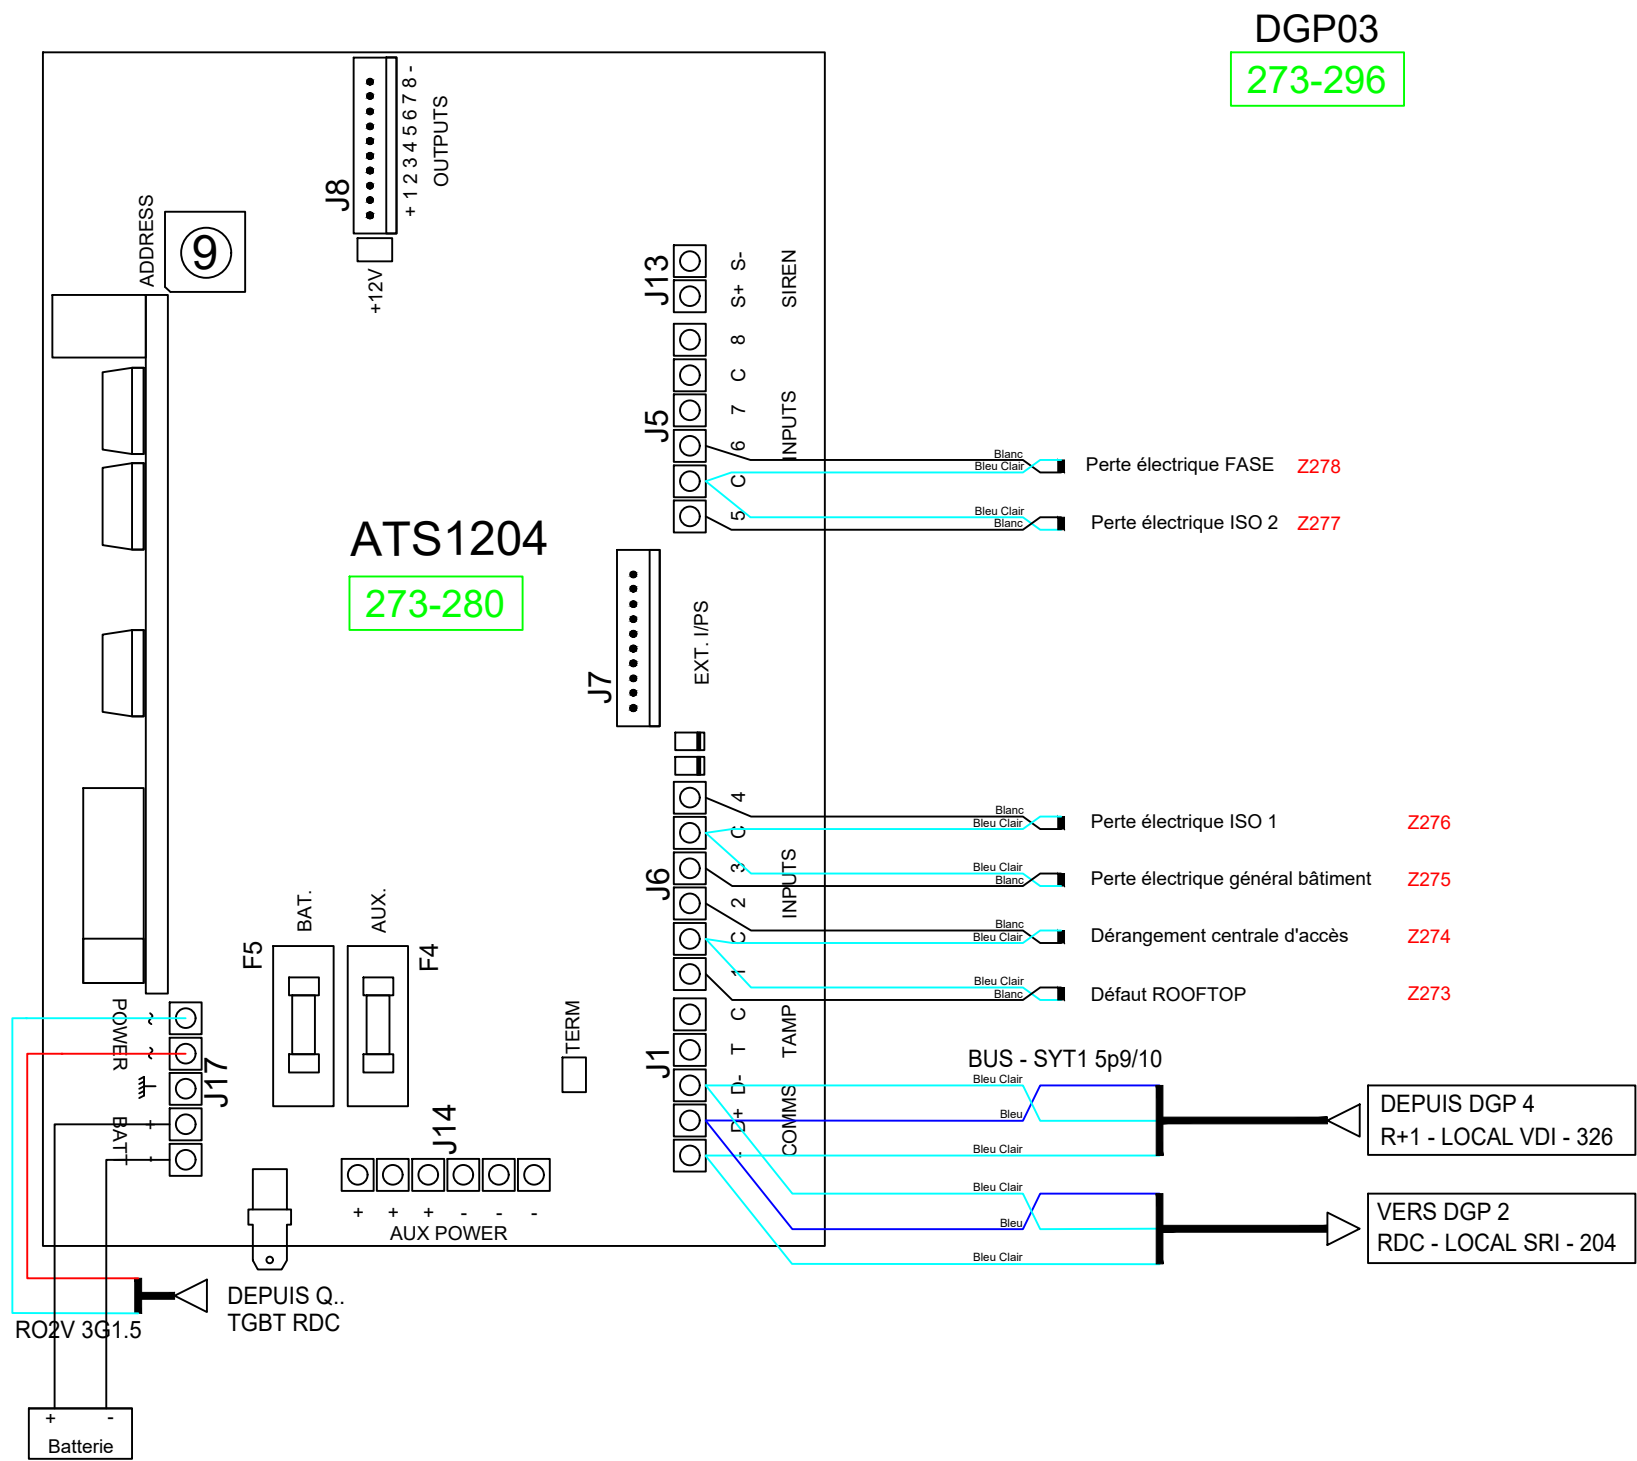 DGP03
273-296
J8
+ 1 2 3 4 5 6 7 8 -
OUTPUTS
+12V
ADDRESS
9
J13
S+ S-
SIREN
J5
5 C 6 7 C 8
INPUTS
Blanc
Bleu Clair
Perte électrique FASE Z278
Bleu Clair
Blanc
Perte électrique ISO 2 Z277
ATS1204
273-280
J7
EXT. I/PS
J6
1 C 2 3 C 4
INPUTS
Blanc
Bleu Clair
Perte électrique ISO 1 Z276
Bleu Clair
Blanc
Perte électrique général bâtiment Z275
Blanc
Bleu Clair
Dérangement centrale d'accès Z274
Bleu Clair
Blanc
Défaut ROOFTOP Z273
F5
BAT.
AUX.
F4
TERM
J1
- D+ D- T C
COMMS TAMP
BUS - SYT1 5p9/10
Bleu Clair
Bleu
Bleu Clair
DEPUIS DGP 4
R+1 - LOCAL VDI - 326
Bleu Clair
Bleu
Bleu Clair
VERS DGP 2
RDC - LOCAL SRI - 204
POWER
~
~
J17
BATT
+
-
J14
+ + + - - -
AUX POWER
DEPUIS Q..
TGBT RDC
RO2V 3G1.5
+ -
Batterie